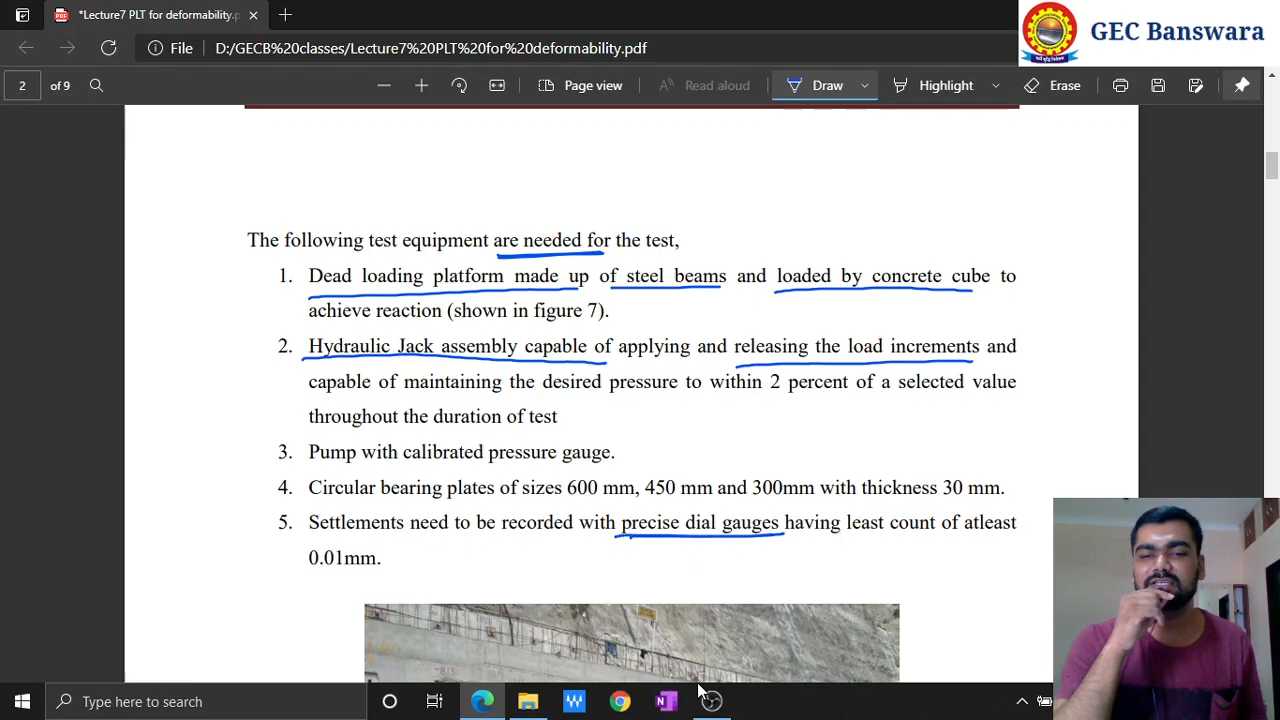 *Lecture7 PLT for deformability.p
GEC Banswara
File D:/GECB%20classes/Lecture7%20PLT%20for%20deformability.pdf
2 of 9 Page view Read aloud Draw Highlight Erase
The following test equipment are needed for the test,
1. Dead loading platform made up of steel beams and loaded by concrete cube to
achieve reaction (shown in figure 7).
2. Hydraulic Jack assembly capable of applying and releasing the load increments and
capable of maintaining the desired pressure to within 2 percent of a selected value
throughout the duration of test
3. Pump with calibrated pressure gauge.
4. Circular bearing plates of sizes 600 mm, 450 mm and 300mm with thickness 30 mm.
5. Settlements need to be recorded with precise dial gauges having least count of atleast
0.01mm.
Type here to search